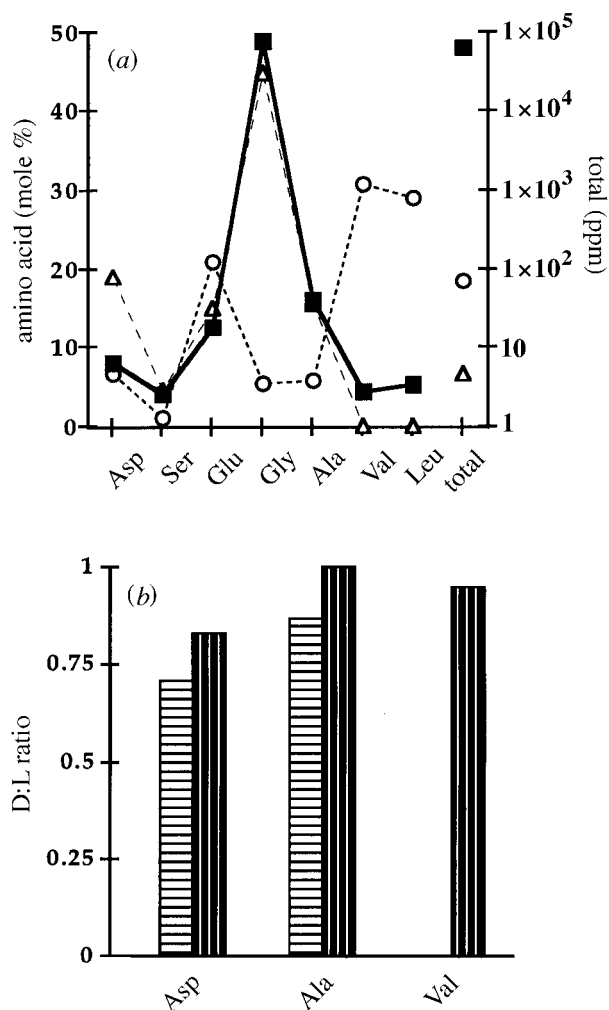 (a)
amino acid (mole %)
50
40
30
20
10
0
total (ppm)
1×10⁵
1×10⁴
1×10³
1×10²
10
1
Asp
Ser
Glu
Gly
Ala
Val
Leu
total
(b)
D:L ratio
1
0.75
0.5
0.25
0
Asp
Ala
Val